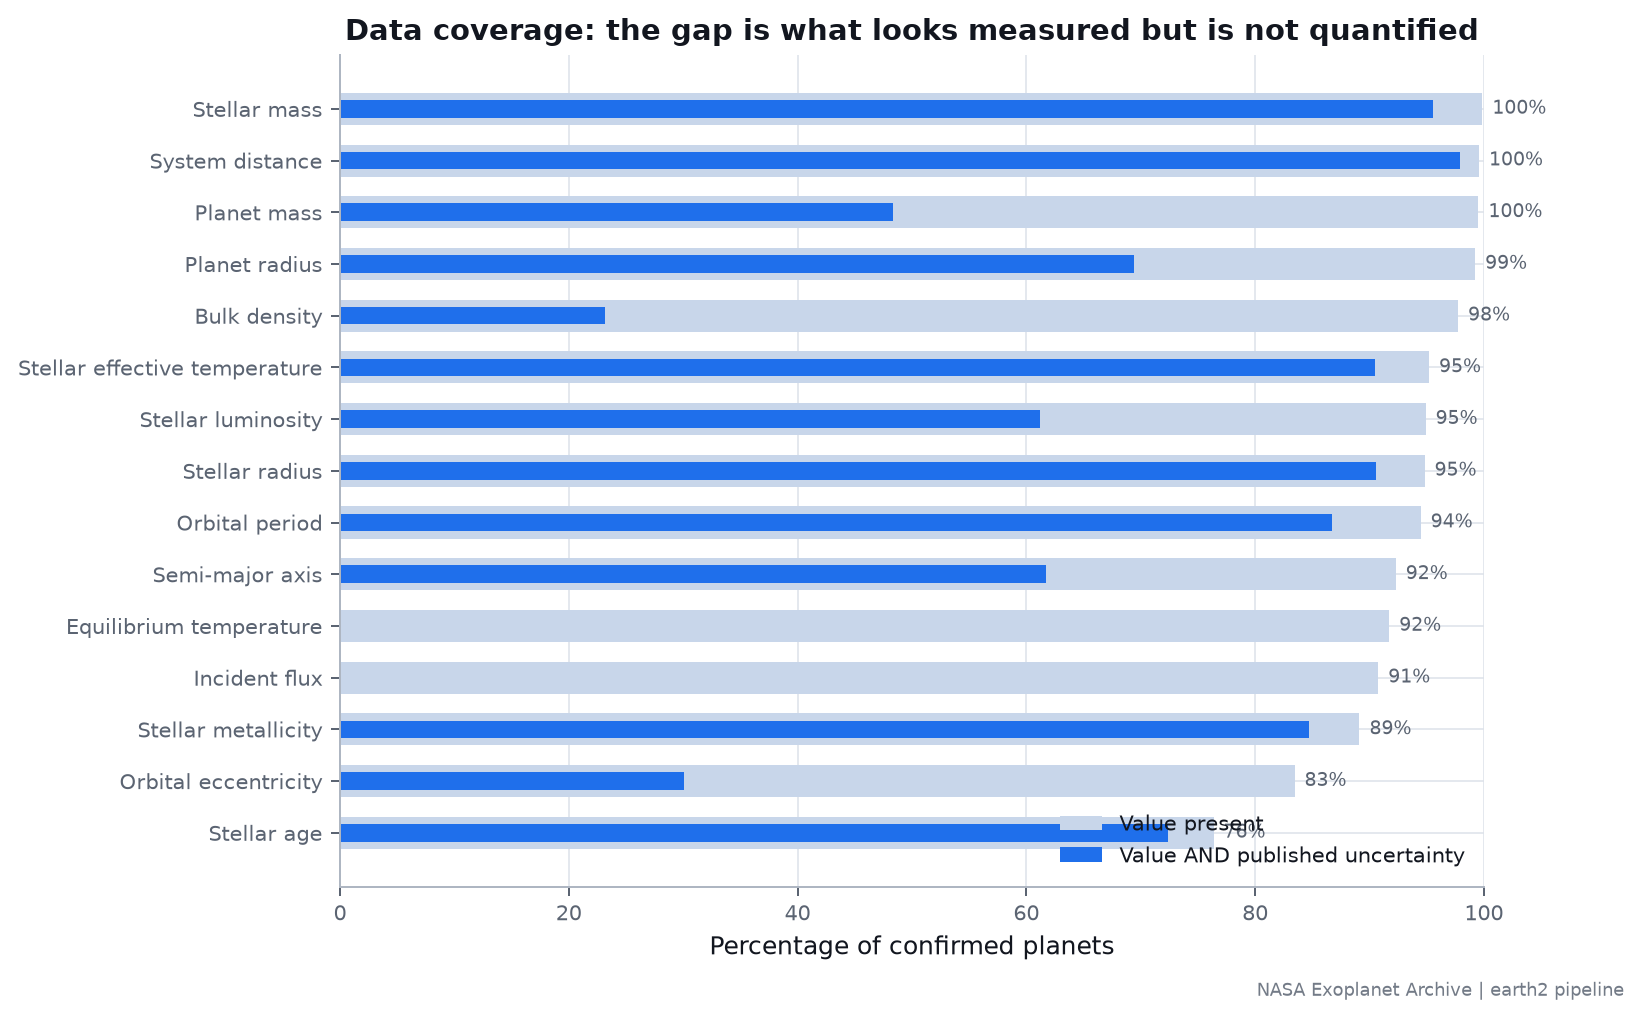 Data coverage: the gap is what looks measured but is not quantified
Stellar mass 100%
System distance 100%
Planet mass 100%
Planet radius 99%
Bulk density 98%
Stellar effective temperature 95%
Stellar luminosity 95%
Stellar radius 95%
Orbital period 94%
Semi-major axis 92%
Equilibrium temperature 92%
Incident flux 91%
Stellar metallicity 89%
Orbital eccentricity 83%
Stellar age 76%
Value present
Value AND published uncertainty
0 20 40 60 80 100
Percentage of confirmed planets
NASA Exoplanet Archive | earth2 pipeline